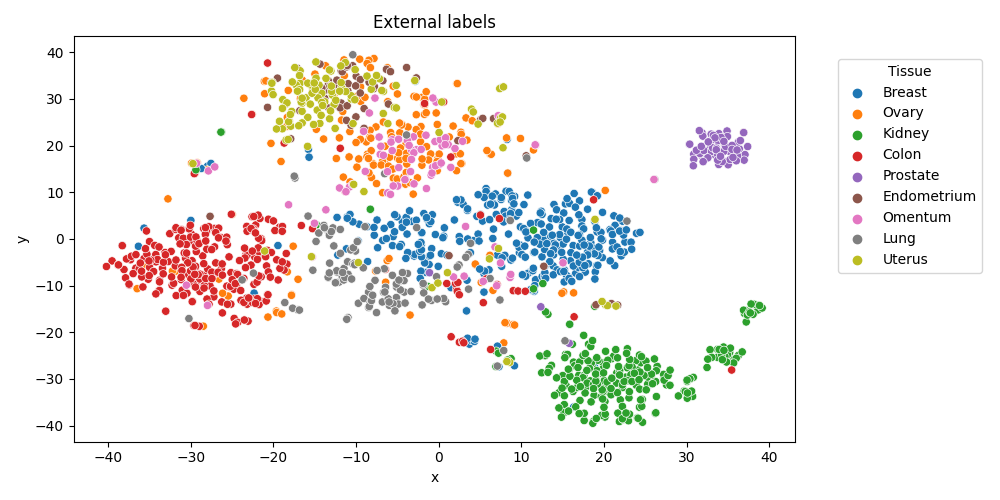 External labels
Tissue
Breast
Ovary
Kidney
Colon
Prostate
Endometrium
Omentum
Lung
Uterus
y
40
30
20
10
0
−10
−20
−30
−40
−40 −30 −20 −10 0 10 20 30 40
x